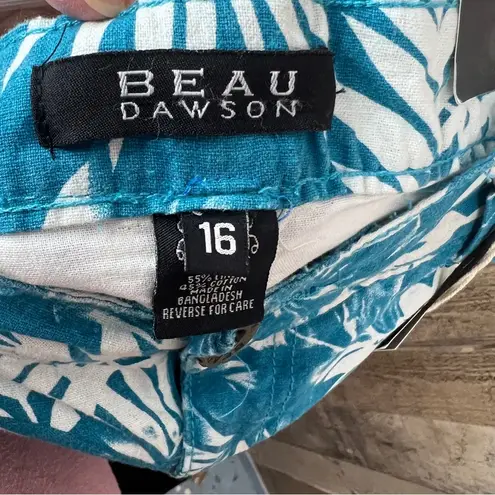 BEAU
DAWSON
16
55% LINEN
45% COTTON
MADE IN
BANGLADESH
REVERSE FOR CARE